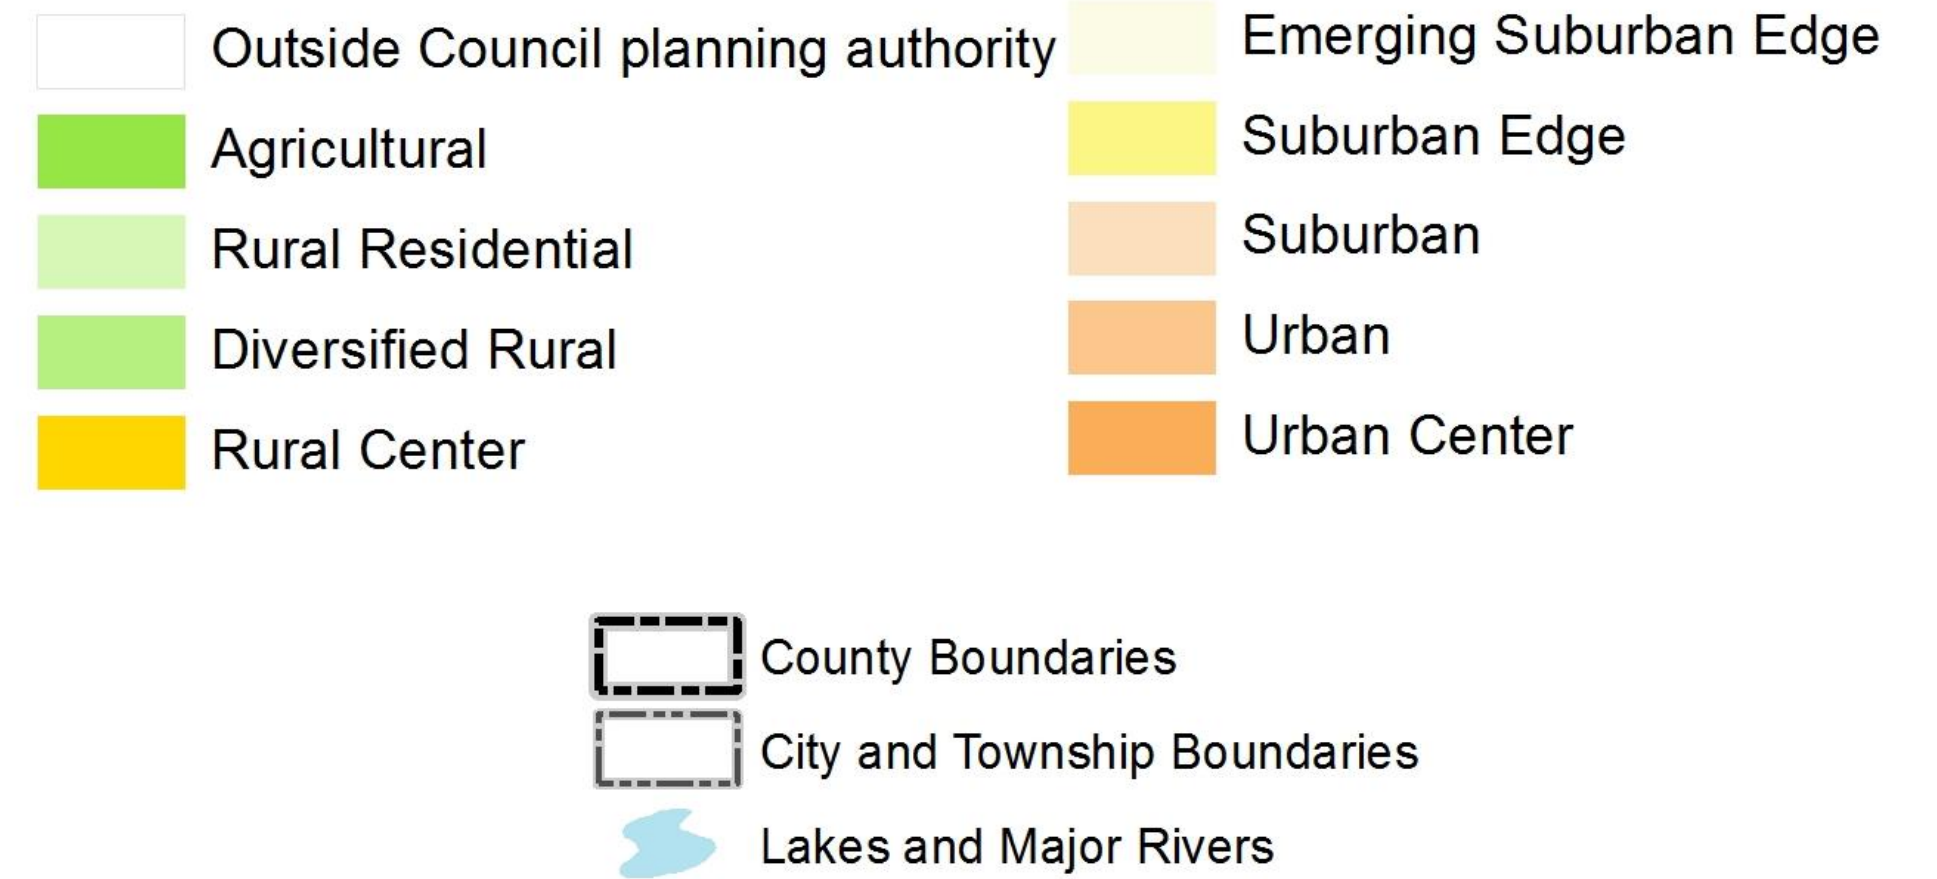 Outside Council planning authority
Agricultural
Rural Residential
Diversified Rural
Rural Center
Emerging Suburban Edge
Suburban Edge
Suburban
Urban
Urban Center
County Boundaries
City and Township Boundaries
Lakes and Major Rivers